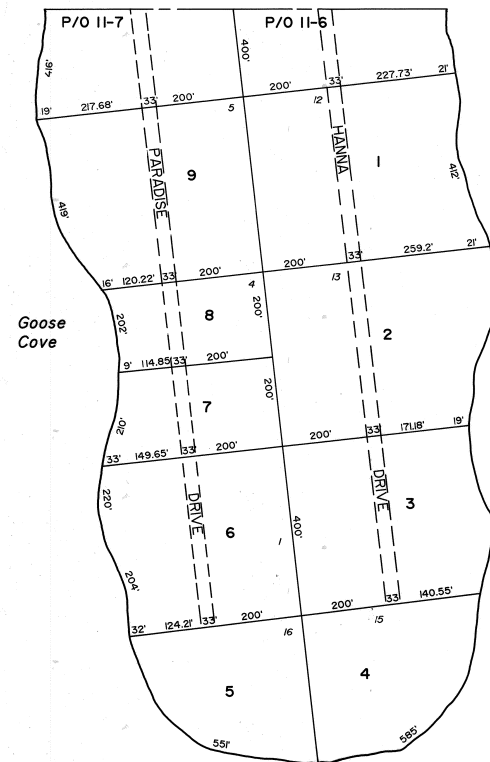 P/O 11-7 P/O 11-6
416' 400'
19' 217.68' 33' 200' 5 200' 12 33' 227.73' 21'
419' PARADISE 9 HANNA 1 412'
16' 120.22' 33' 200' 4 200' 13 33' 259.2' 21'
Goose
Cove
202' 8 200' 2
9' 114.85 33' 200'
210' 7 200'
33' 149.65' 33' 200' 200' 33' 171.18' 19'
220' DRIVE 6 1 400' DRIVE 3
204'
32' 124.21' 33' 200' 16 200' 15 33' 140.55'
5 4
551' 585'